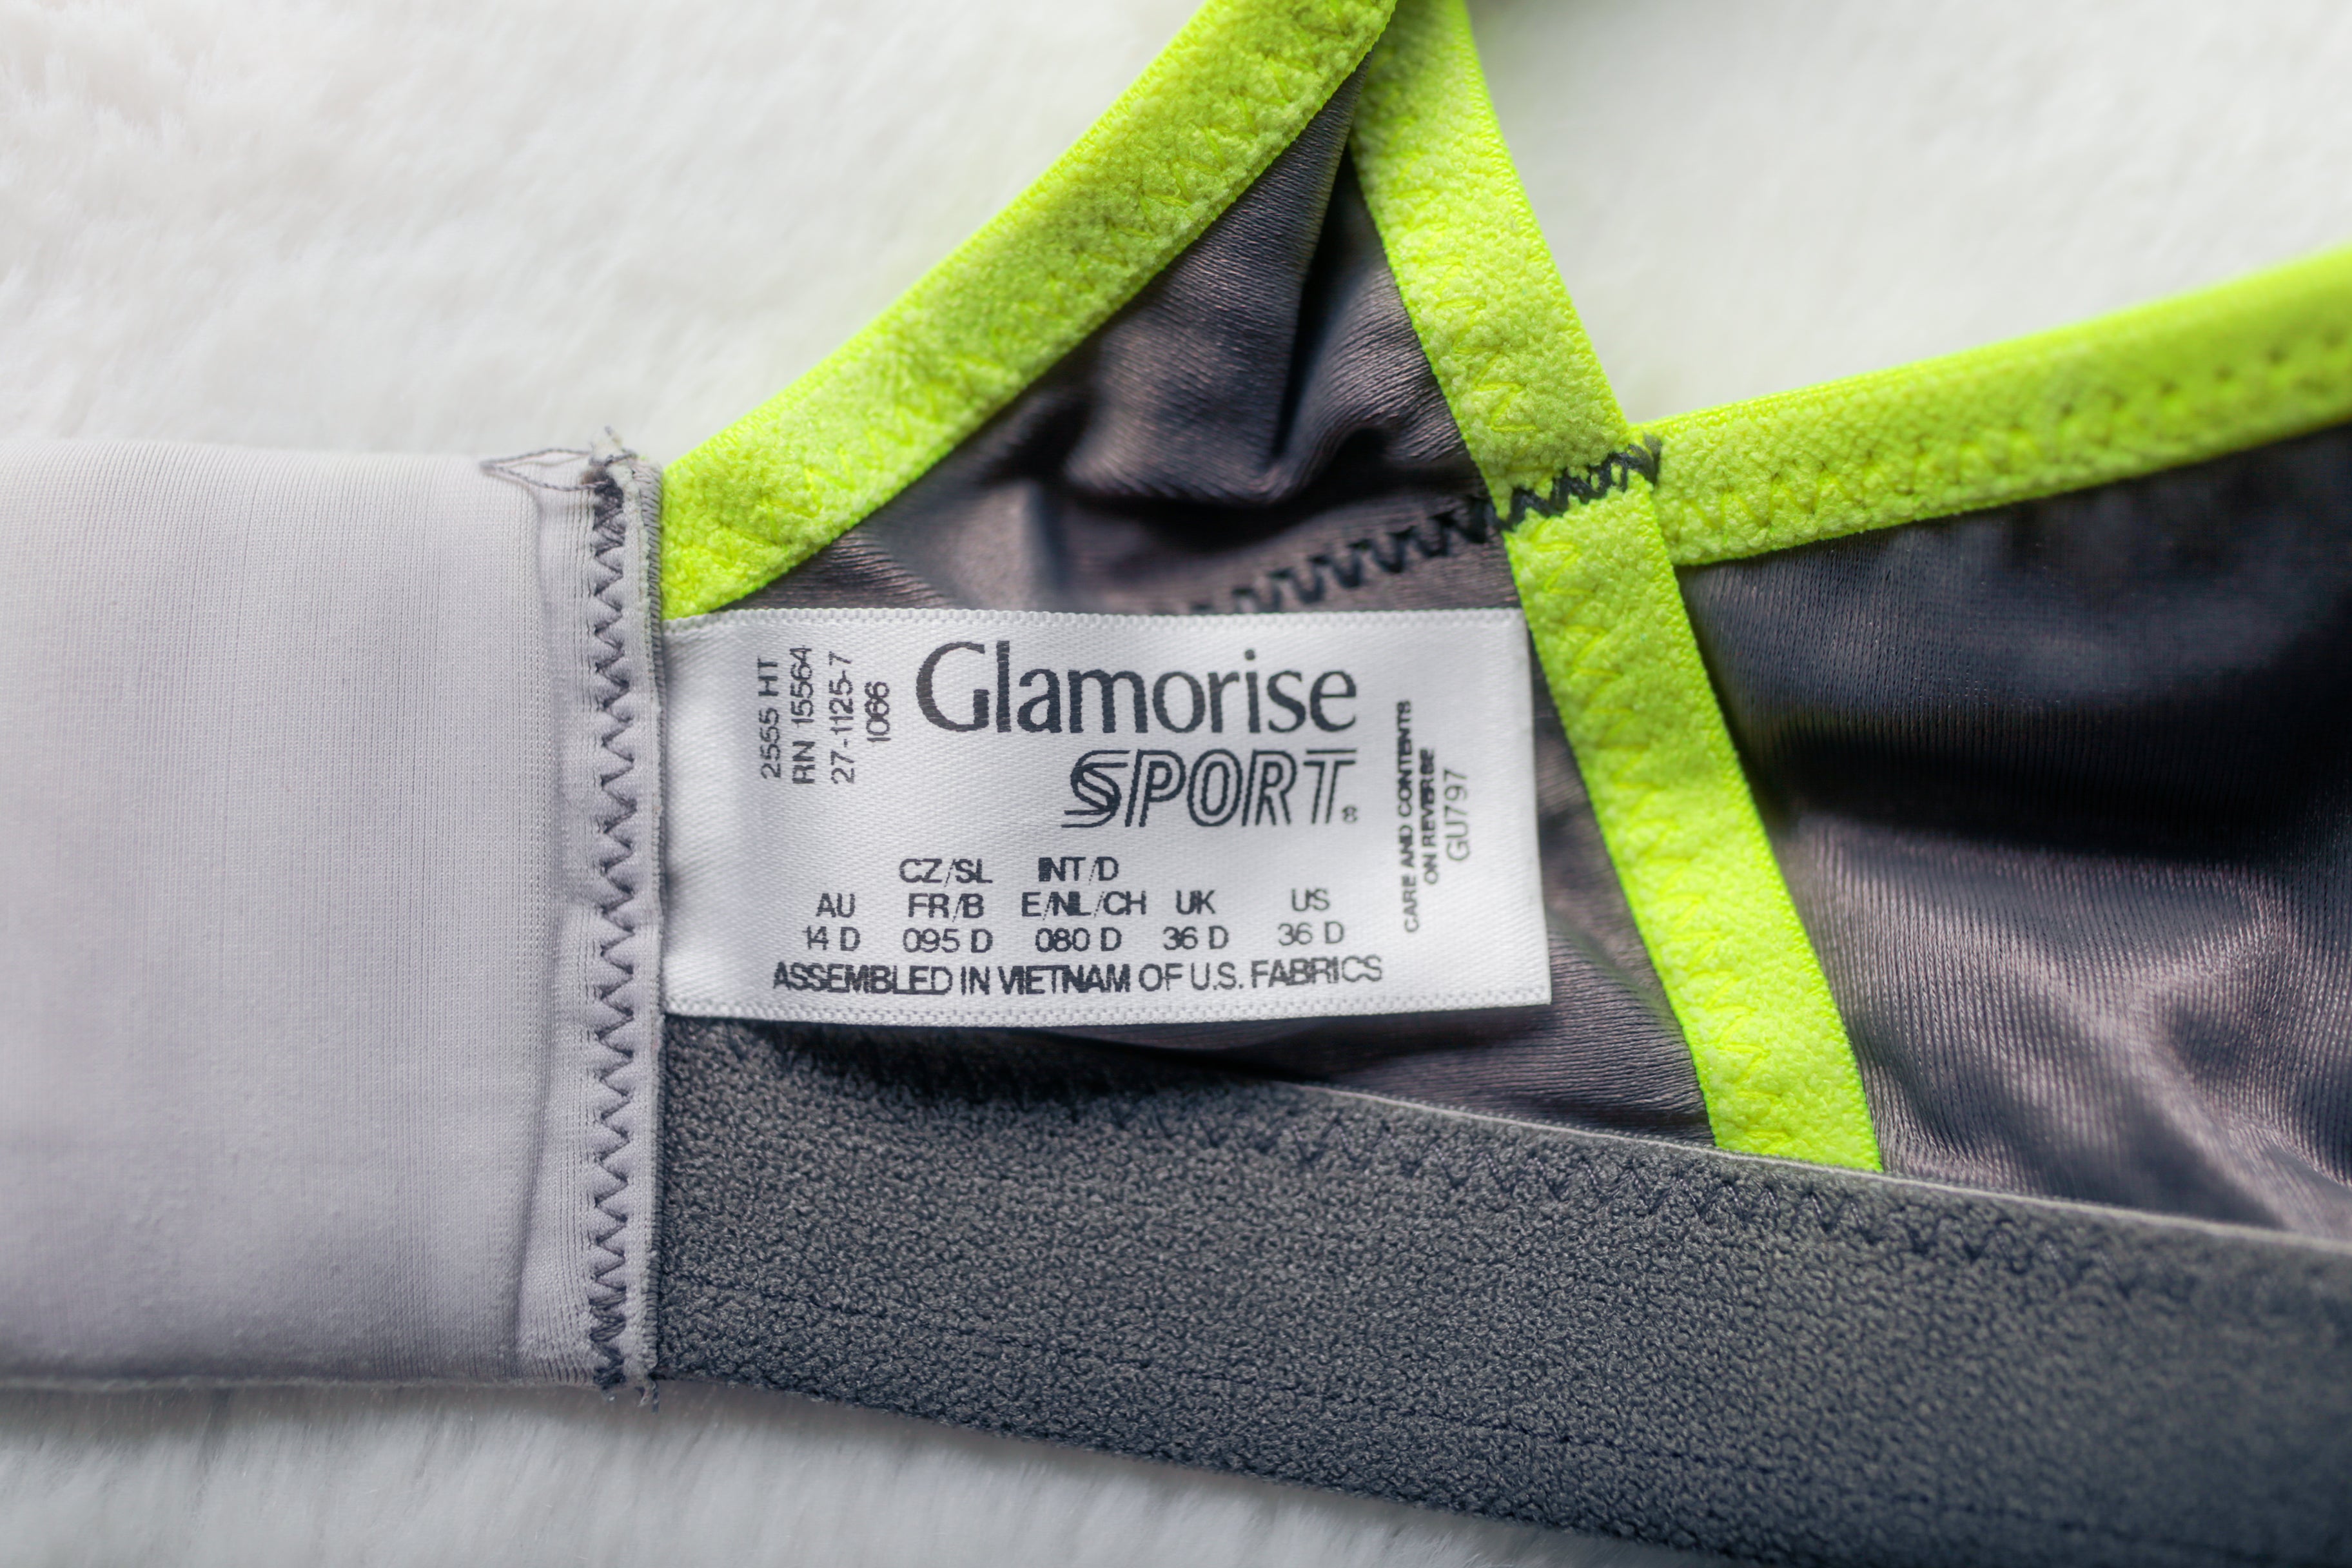 2555 HT
RN 15564
27-1125-7
1066
Glamorise
SPORT®
CZ/SL INT/D
AU FR/B E/NL/CH UK US
14 D 095 D 080 D 36 D 36 D
ASSEMBLED IN VIETNAM OF U.S. FABRICS
CARE AND CONTENTS
ON REVERSE
GU797